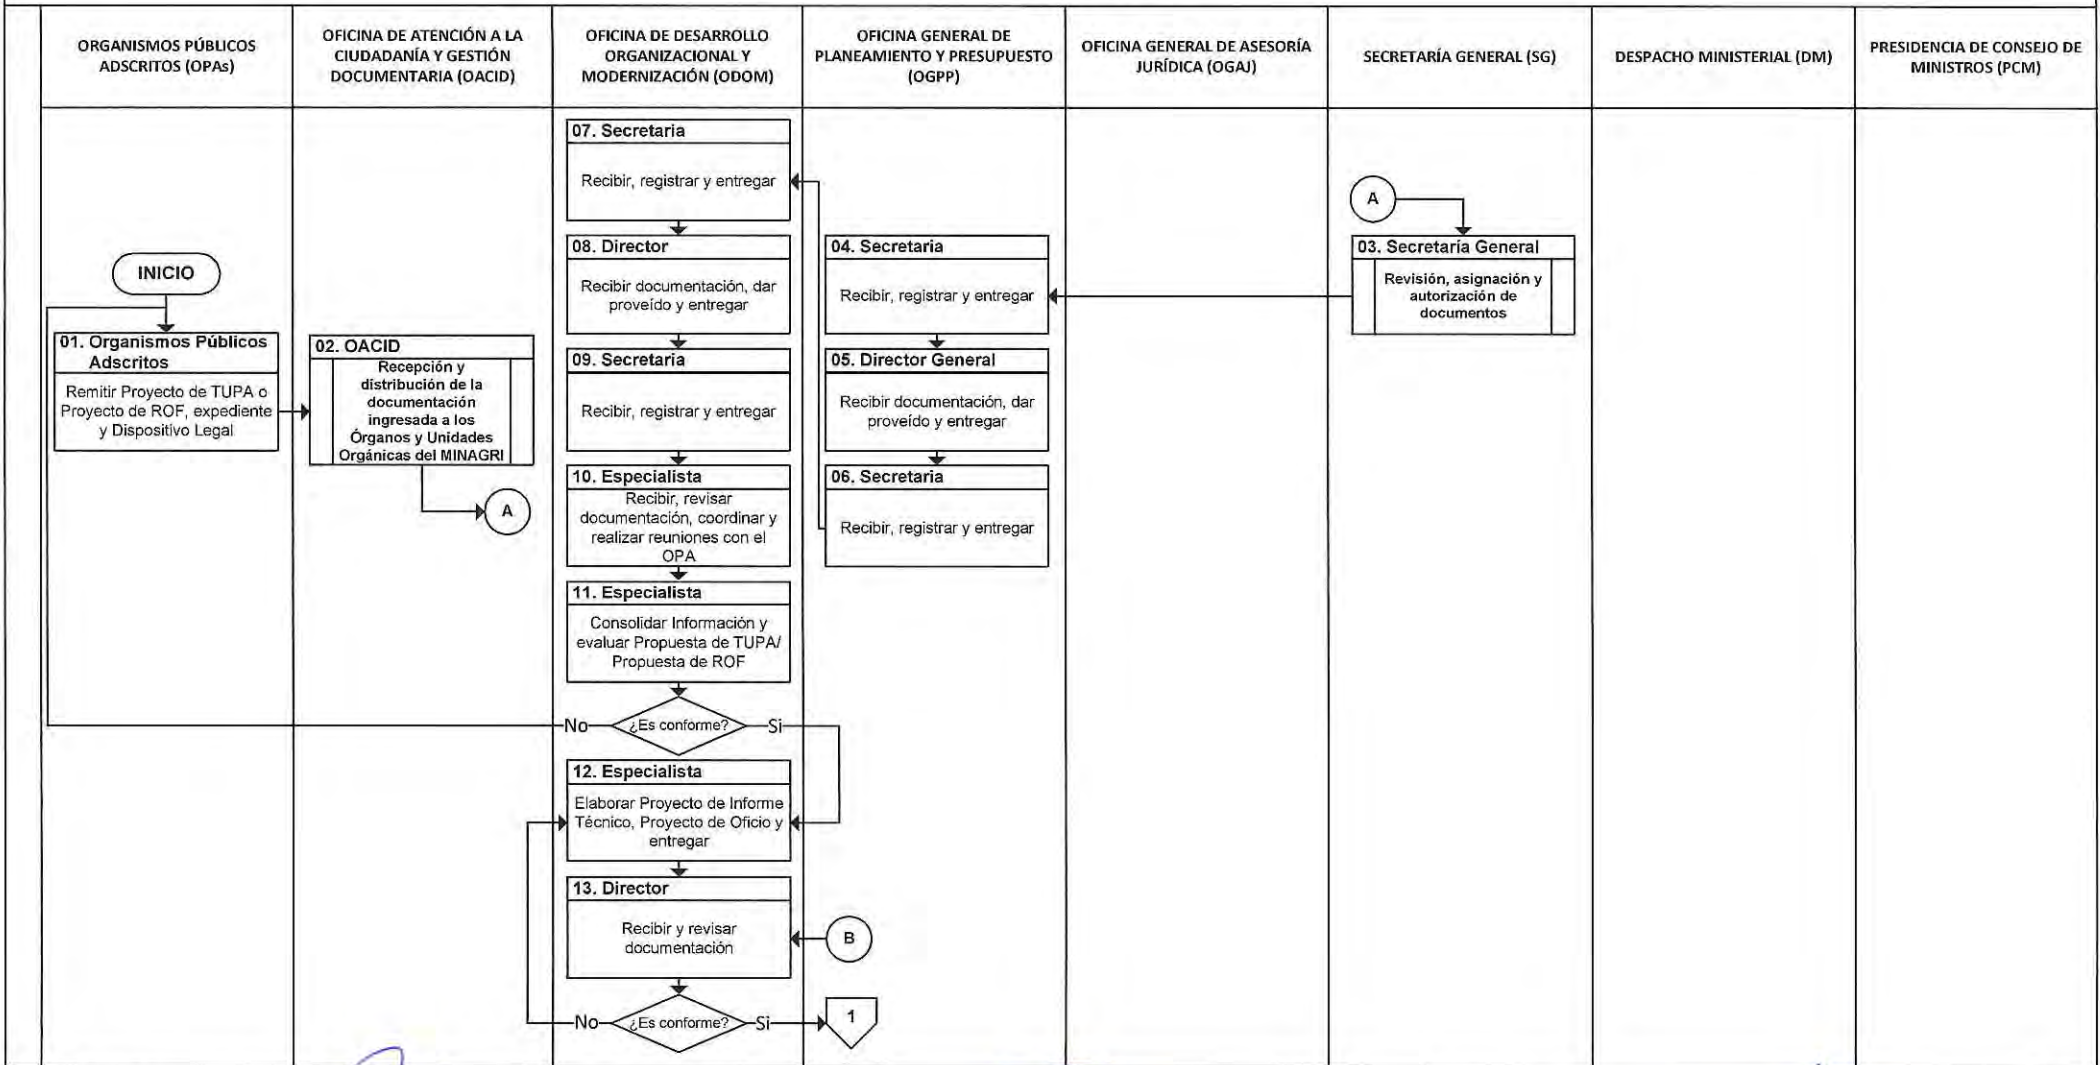 ORGANISMOS PÚBLICOS
ADSCRITOS (OPAs)
OFICINA DE ATENCIÓN A LA
CIUDADANÍA Y GESTIÓN
DOCUMENTARIA (OACID)
OFICINA DE DESARROLLO
ORGANIZACIONAL Y
MODERNIZACIÓN (ODOM)
OFICINA GENERAL DE
PLANEAMIENTO Y PRESUPUESTO
(OGPP)
OFICINA GENERAL DE ASESORÍA
JURÍDICA (OGAJ)
SECRETARÍA GENERAL (SG)
DESPACHO MINISTERIAL (DM)
PRESIDENCIA DE CONSEJO DE
MINISTROS (PCM)
INICIO
01. Organismos Públicos
Adscritos
Remitir Proyecto de TUPA o
Proyecto de ROF, expediente
y Dispositivo Legal
02. OACID
Recepción y
distribución de la
documentación
ingresada a los
Órganos y Unidades
Orgánicas del MINAGRI
A
07. Secretaria
Recibir, registrar y entregar
08. Director
Recibir documentación, dar
proveído y entregar
09. Secretaria
Recibir, registrar y entregar
10. Especialista
Recibir, revisar
documentación, coordinar y
realizar reuniones con el
OPA
11. Especialista
Consolidar Información y
evaluar Propuesta de TUPA/
Propuesta de ROF
No
¿Es conforme?
Si
12. Especialista
Elaborar Proyecto de Informe
Técnico, Proyecto de Oficio y
entregar
13. Director
Recibir y revisar
documentación
No
¿Es conforme?
Si
04. Secretaria
Recibir, registrar y entregar
05. Director General
Recibir documentación, dar
proveído y entregar
06. Secretaria
Recibir, registrar y entregar
B
1
A
03. Secretaría General
Revisión, asignación y
autorización de
documentos